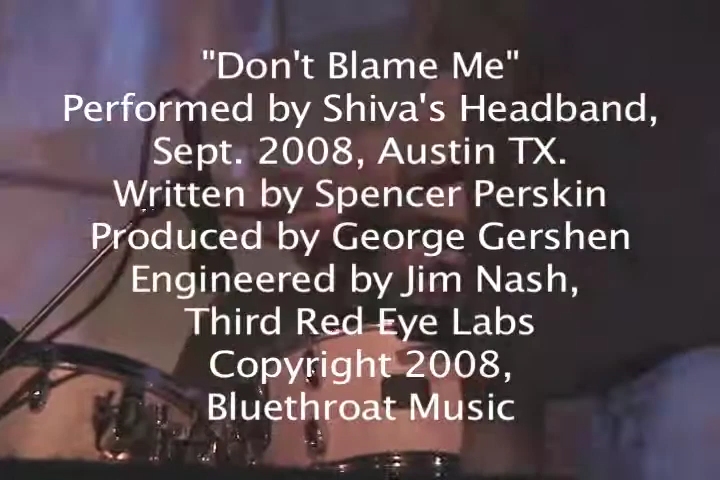 "Don't Blame Me"
Performed by Shiva's Headband,
Sept. 2008, Austin TX.
Written by Spencer Perskin
Produced by George Gershen
Engineered by Jim Nash,
Third Red Eye Labs
Copyright 2008,
Bluethroat Music